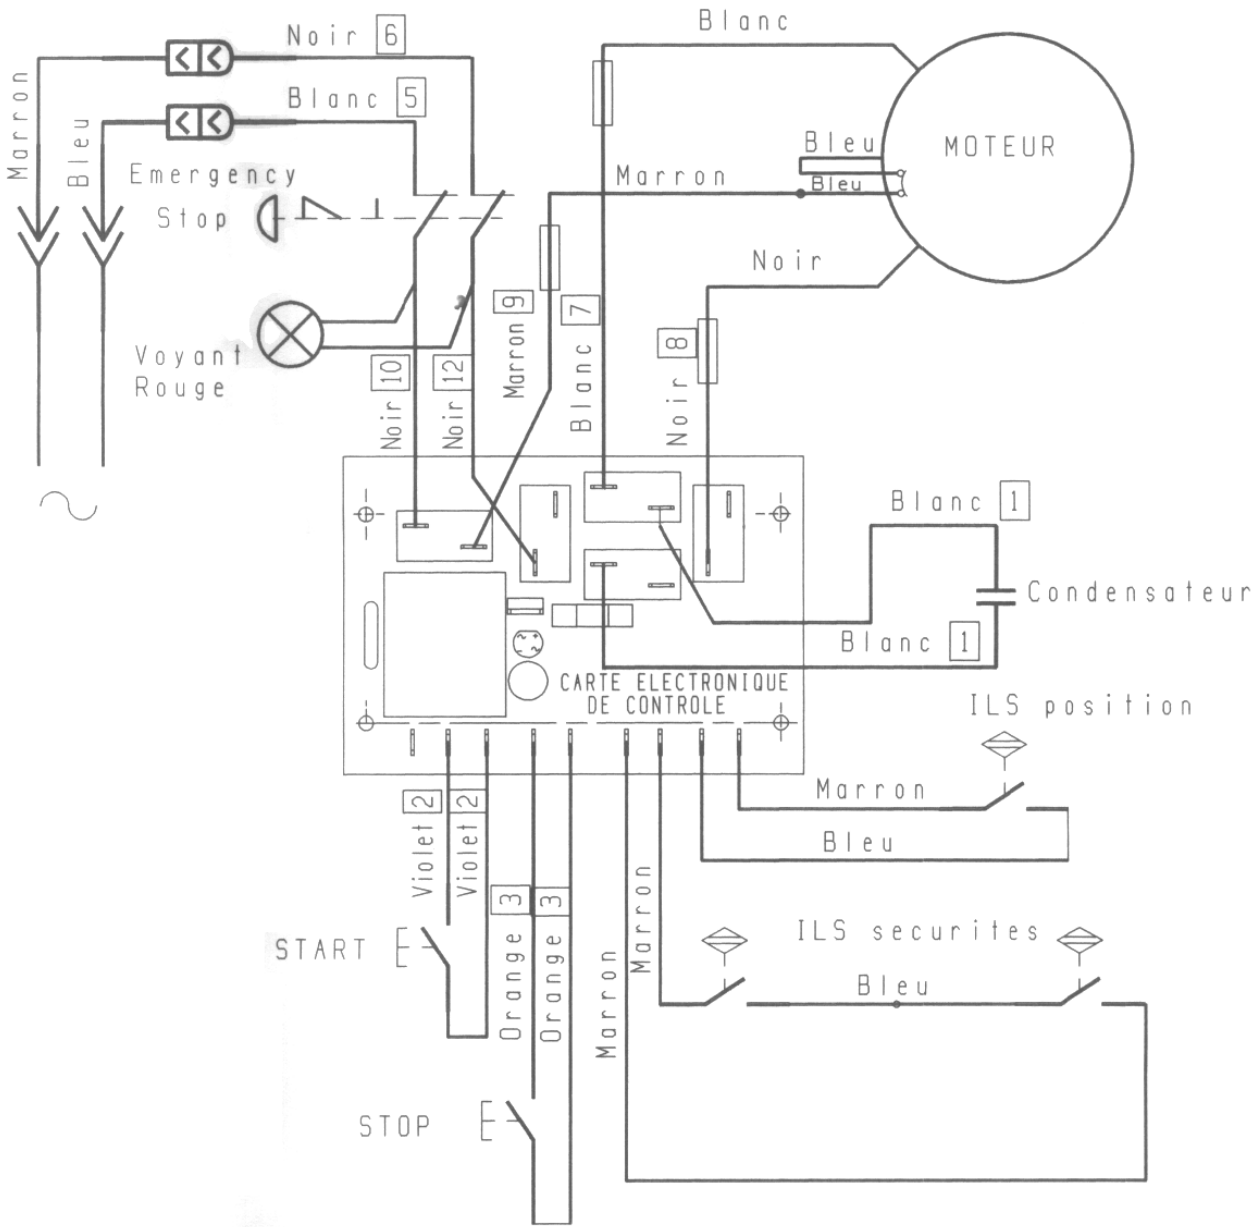 Noir 6
Blanc
Marron
Blanc 5
Bleu
Emergency
Stop
Bleu
MOTEUR
Marron
Bleu
Noir
Voyant
Rouge
Noir 10
Noir 12
Marron 9
Blanc 7
Noir 8
Blanc 1
Condensateur
Blanc 1
CARTE ELECTRONIQUE
DE CONTROLE
ILS position
Marron
Bleu
Violet 2
Violet 2
Orange 3
Orange 3
Marron
Marron
ILS securites
Bleu
START
STOP